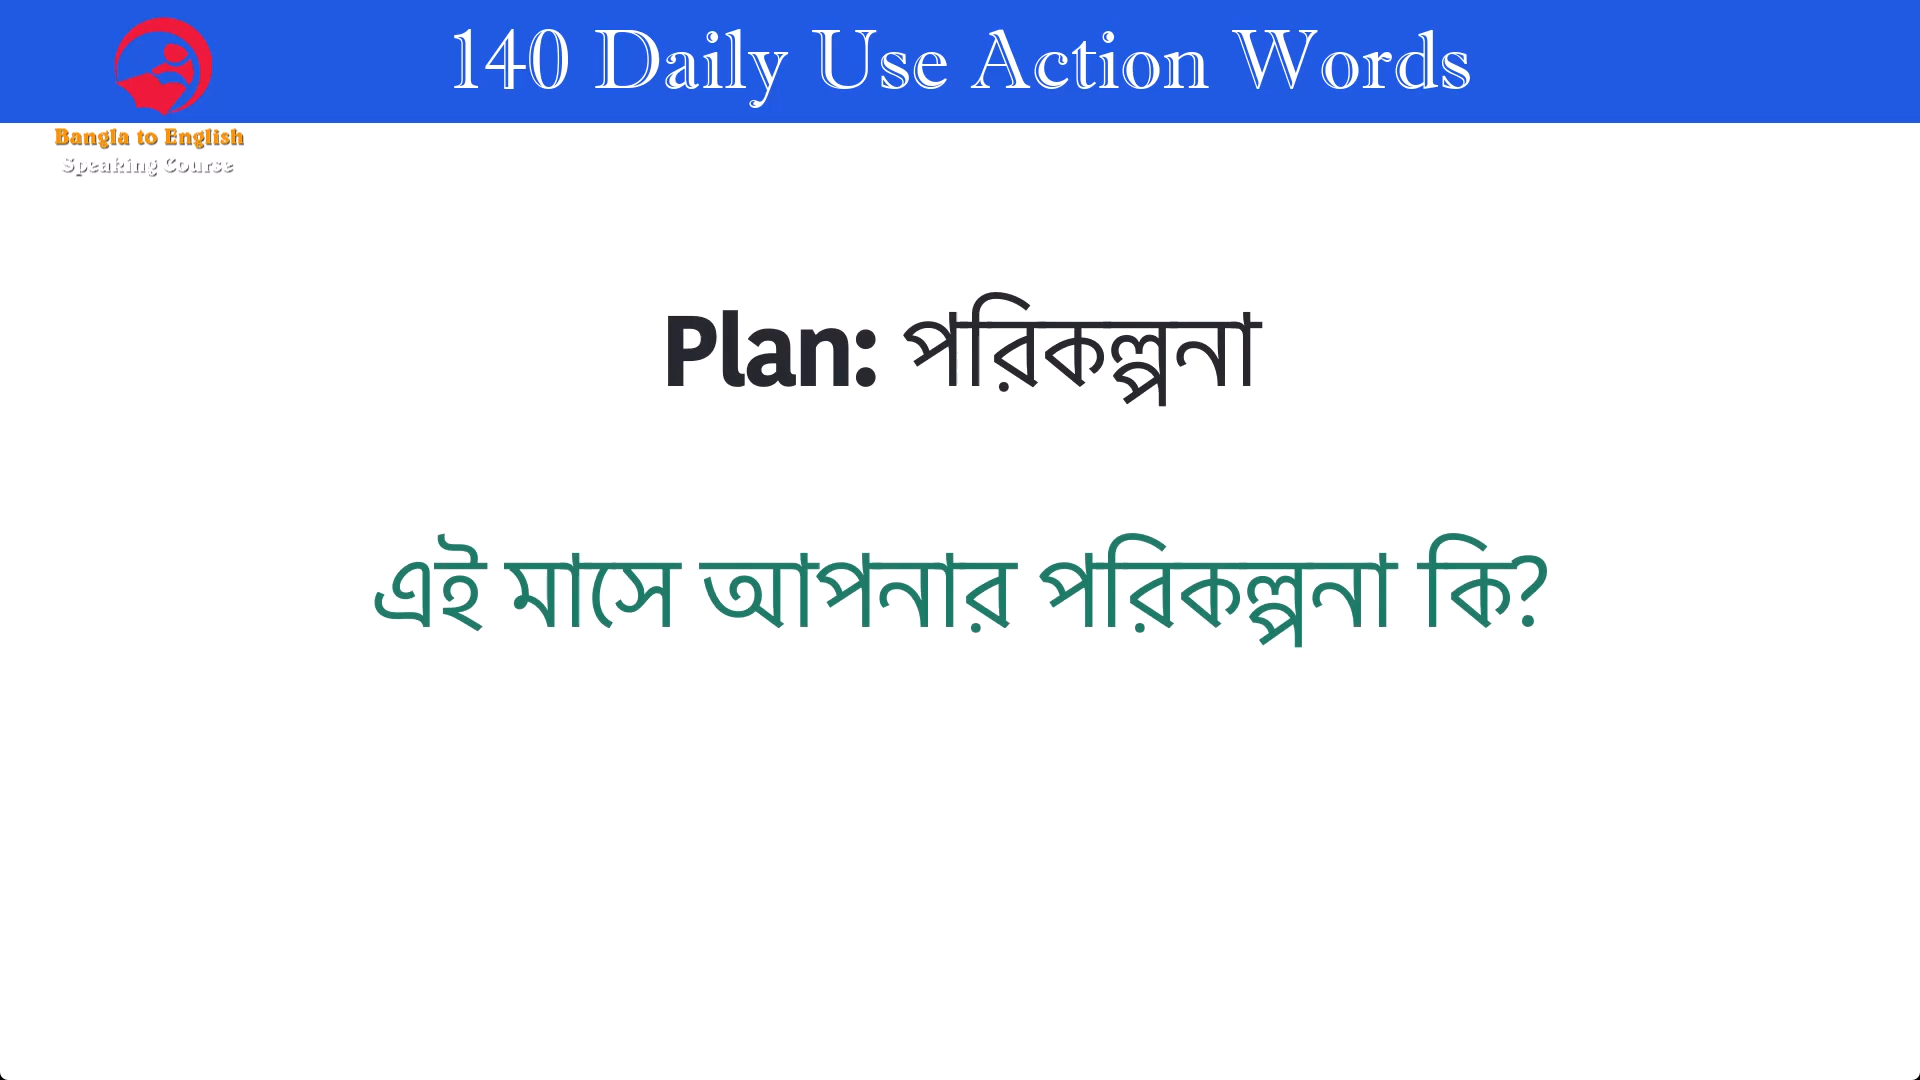 140 Daily Use Action Words
Bangla to English
Speaking Course
Plan: পরিকল্পনা
এই মাসে আপনার পরিকল্পনা কি?